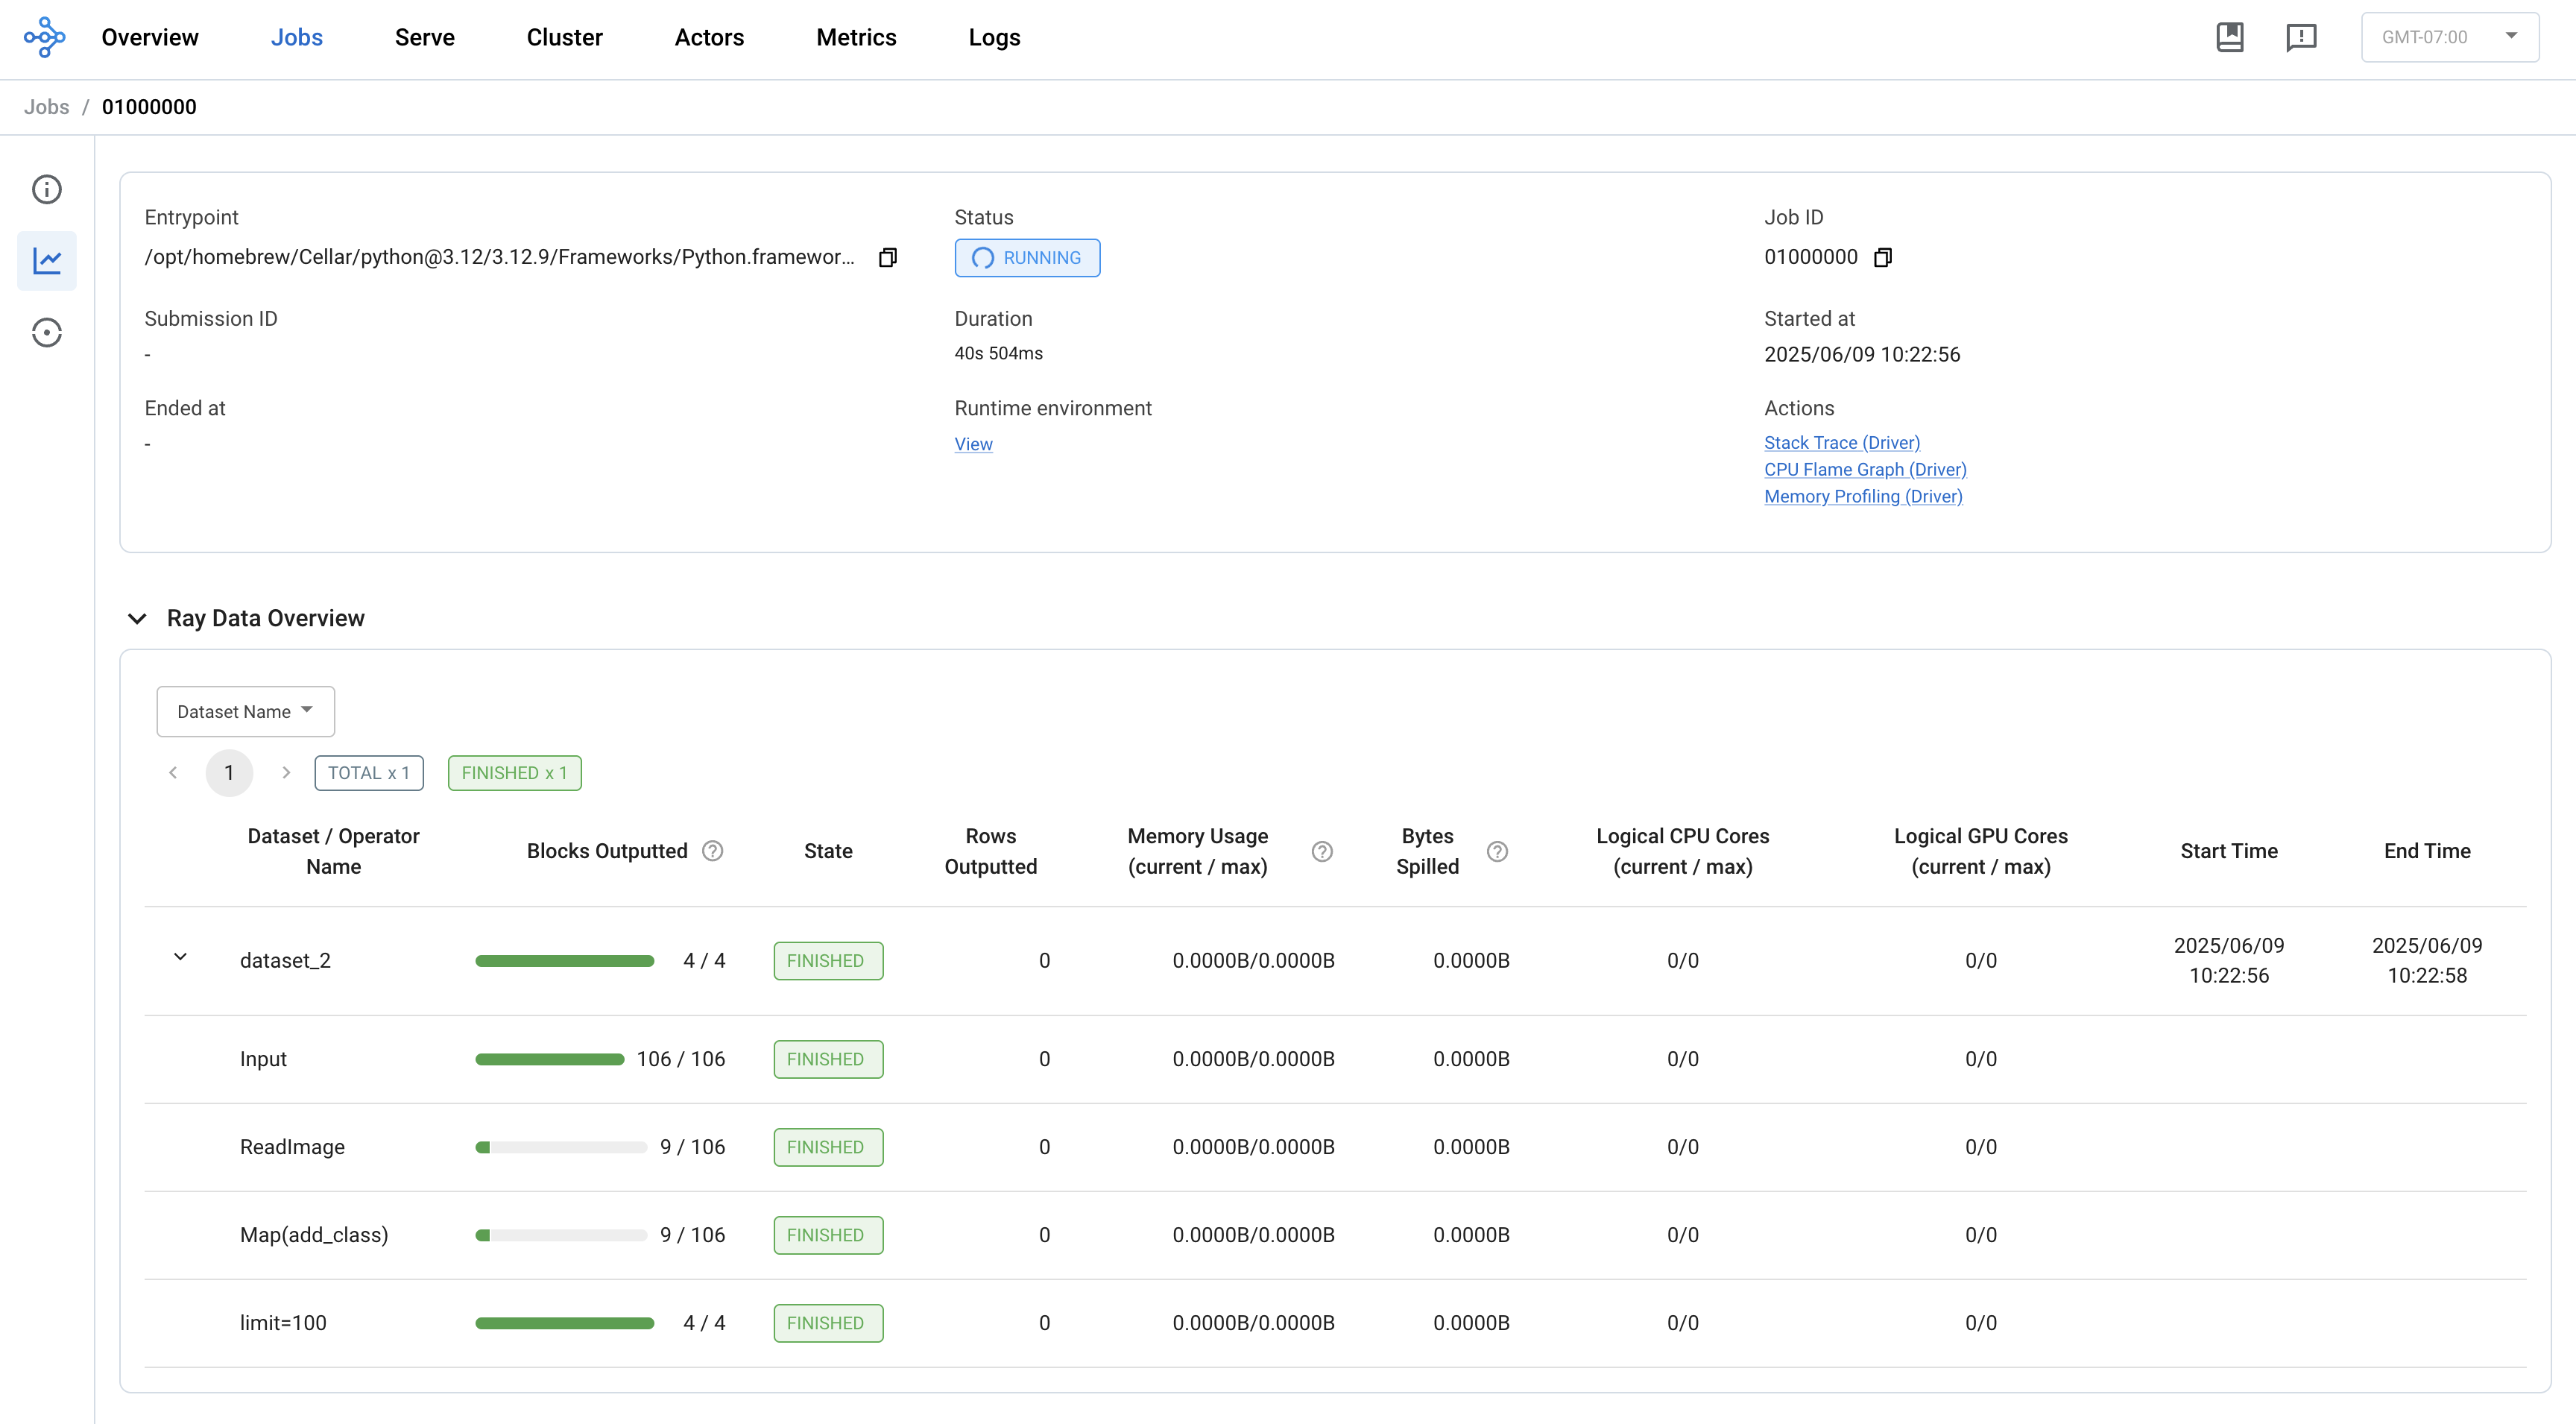 Overview Jobs Serve Cluster Actors Metrics Logs GMT-07:00
Jobs / 01000000
Entrypoint Status Job ID
/opt/homebrew/Cellar/python@3.12/3.12.9/Frameworks/Python.framewor... RUNNING 01000000
Submission ID Duration Started at
- 40s 504ms 2025/06/09 10:22:56
Ended at Runtime environment Actions
- View Stack Trace (Driver)
CPU Flame Graph (Driver)
Memory Profiling (Driver)
Ray Data Overview
Dataset Name
1 TOTAL x 1 FINISHED x 1
Dataset / Operator Name Blocks Outputted State Rows Outputted Memory Usage (current / max) Bytes Spilled Logical CPU Cores (current / max) Logical GPU Cores (current / max) Start Time End Time
dataset_2 4 / 4 FINISHED 0 0.0000B/0.0000B 0.0000B 0/0 0/0 2025/06/09 10:22:56 2025/06/09 10:22:58
Input 106 / 106 FINISHED 0 0.0000B/0.0000B 0.0000B 0/0 0/0
ReadImage 9 / 106 FINISHED 0 0.0000B/0.0000B 0.0000B 0/0 0/0
Map(add_class) 9 / 106 FINISHED 0 0.0000B/0.0000B 0.0000B 0/0 0/0
limit=100 4 / 4 FINISHED 0 0.0000B/0.0000B 0.0000B 0/0 0/0